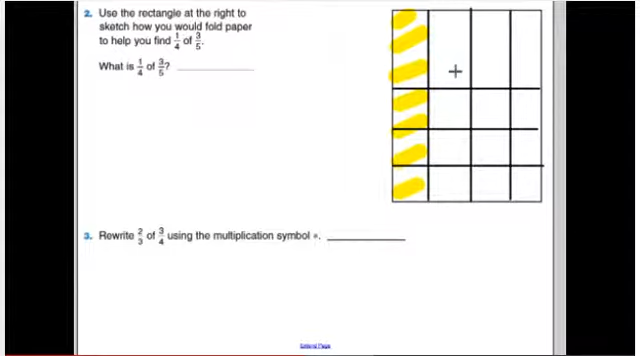 2. Use the rectangle at the right to
sketch how you would fold paper
to help you find 1/4 of 3/5.
What is 1/4 of 3/5? ___________
3. Rewrite 2/3 of 3/4 using the multiplication symbol *. ___________